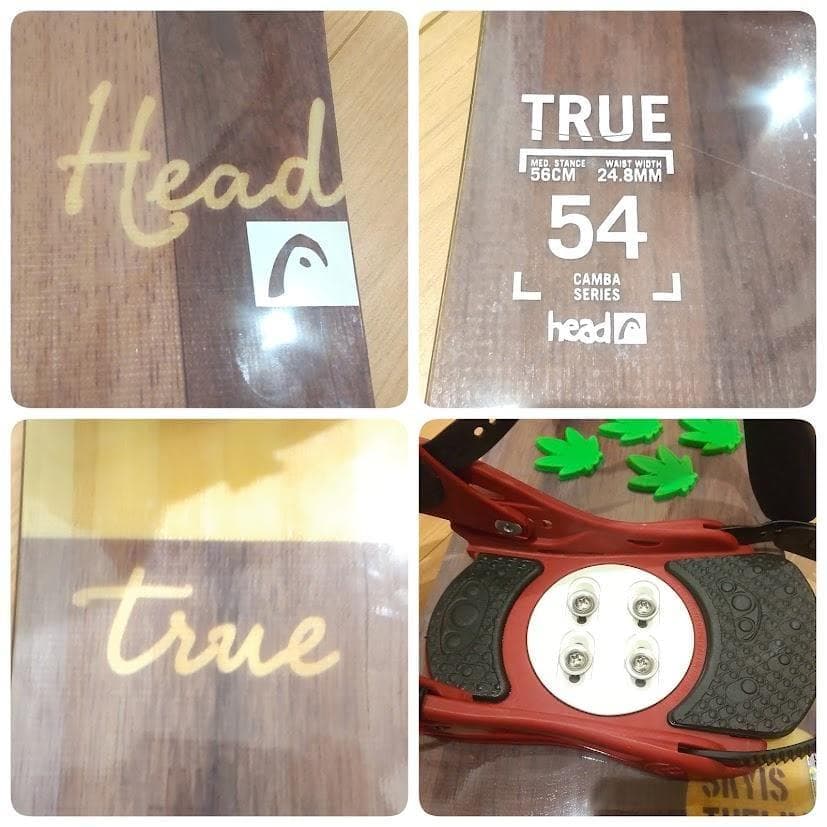 Head
TRUE
MED. STANCE WAIST WIDTH
56CM 24.8MM
54
CAMBA
SERIES
head
true